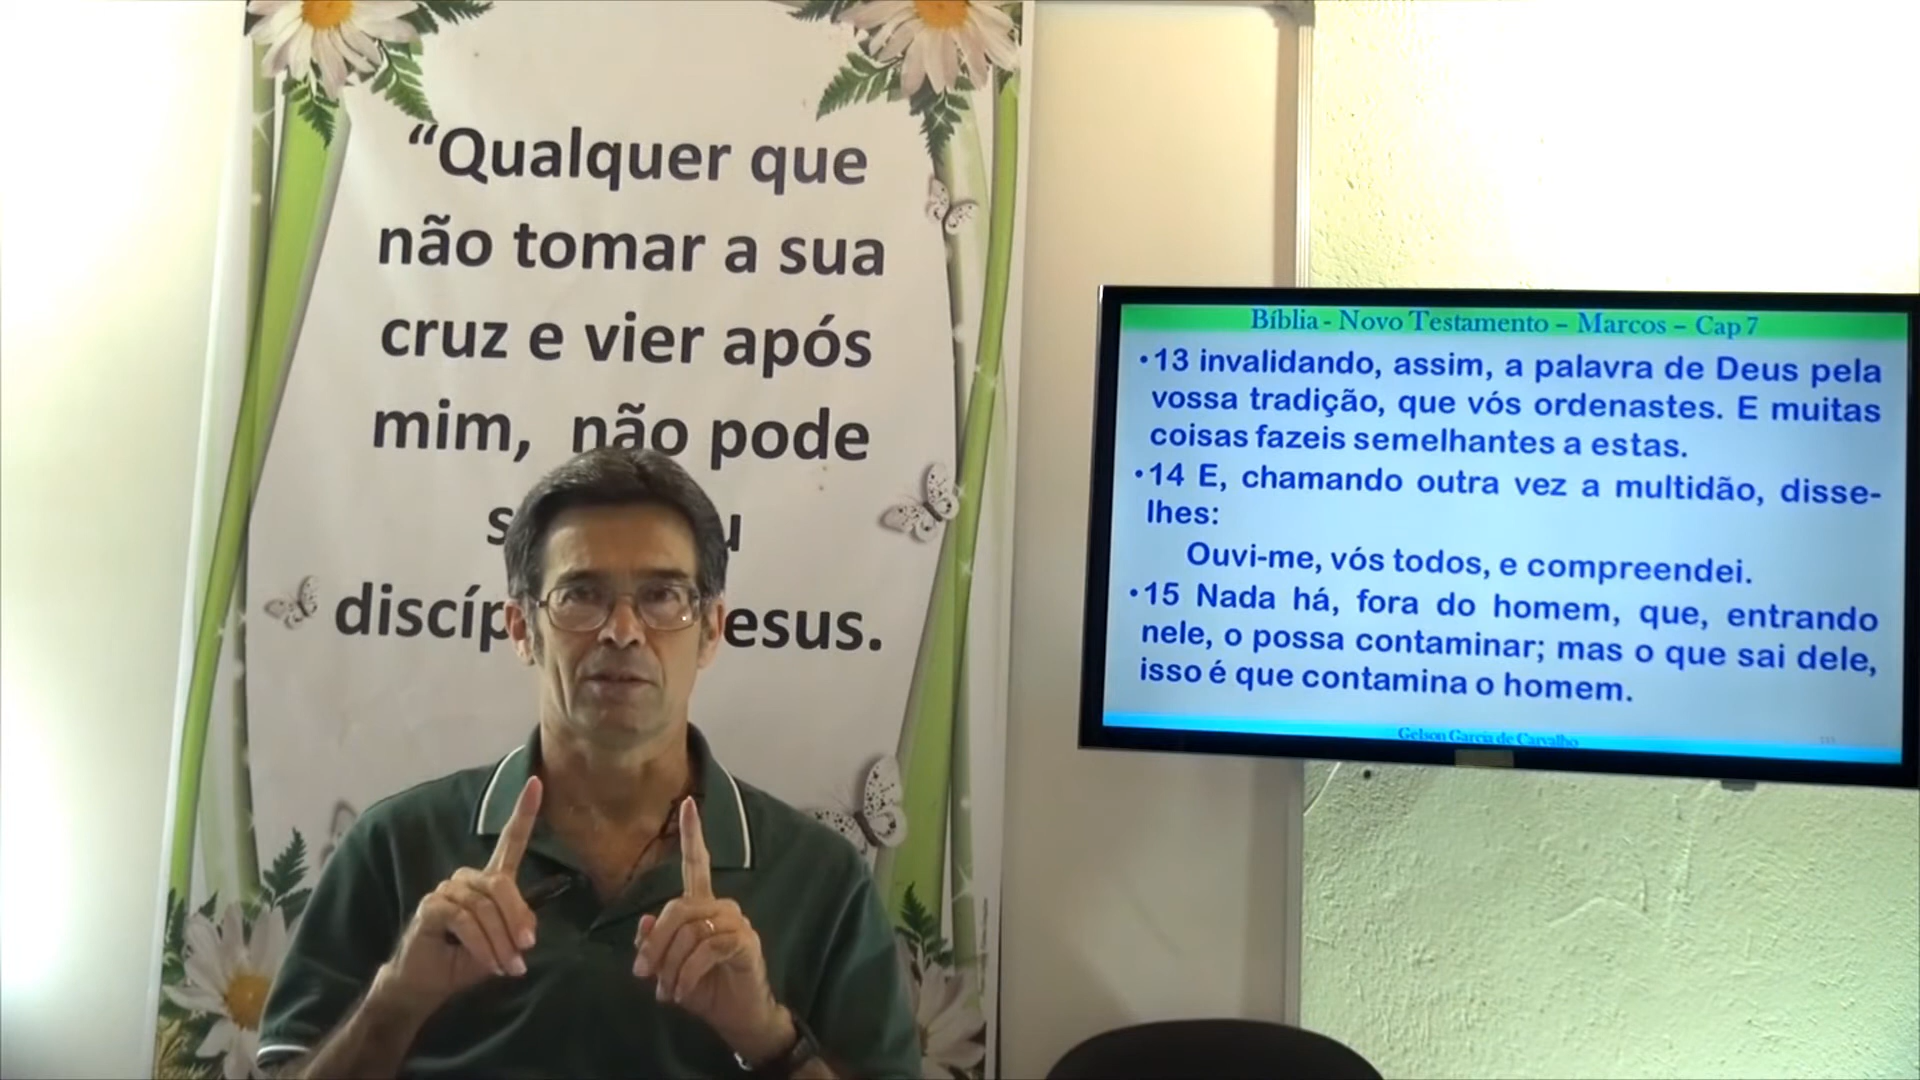 “Qualquer que
não tomar a sua
cruz e vier após
mim, não pode
discíp esus.
Bíblia - Novo Testamento – Marcos – Cap 7
•13 invalidando, assim, a palavra de Deus pela
vossa tradição, que vós ordenastes. E muitas
coisas fazeis semelhantes a estas.
•14 E, chamando outra vez a multidão, disse-
lhes:
Ouvi-me, vós todos, e compreendei.
•15 Nada há, fora do homem, que, entrando
nele, o possa contaminar; mas o que sai dele,
isso é que contamina o homem.
Gelson Garcia de Carvalho